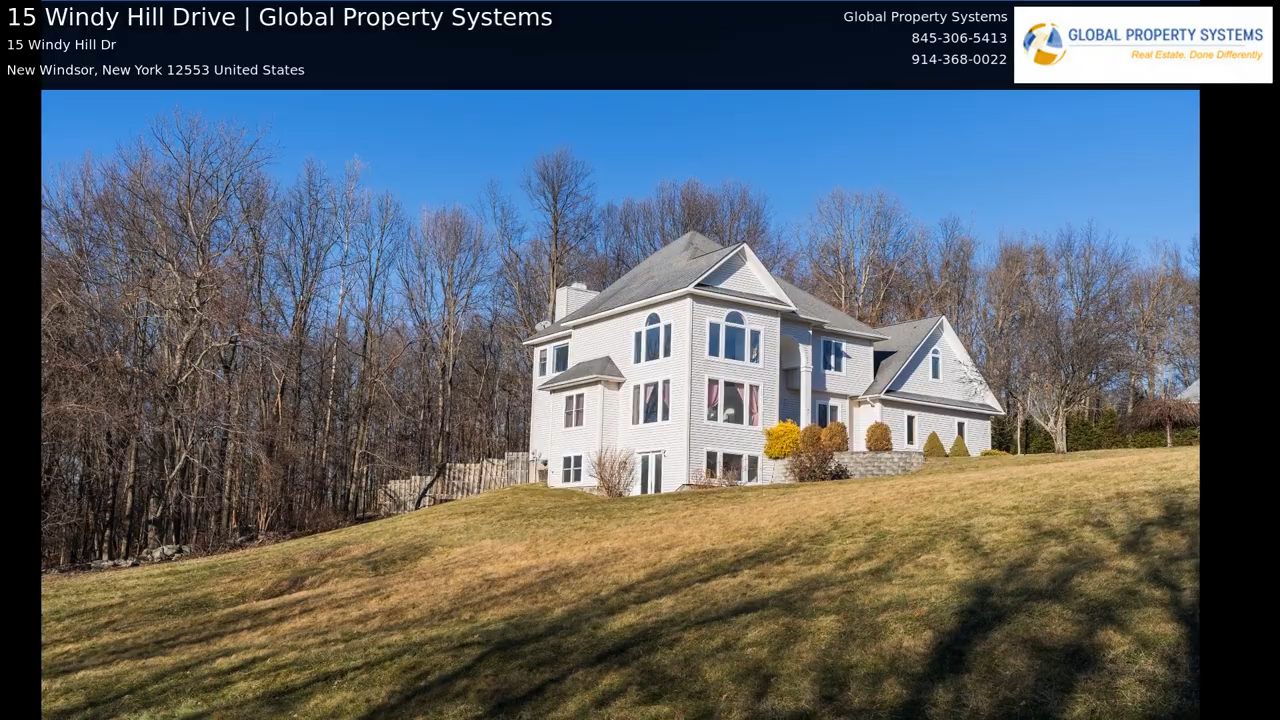 15 Windy Hill Drive | Global Property Systems
15 Windy Hill Dr
New Windsor, New York 12553 United States
Global Property Systems
845-306-5413
914-368-0022
GLOBAL PROPERTY SYSTEMS
Real Estate. Done Differently